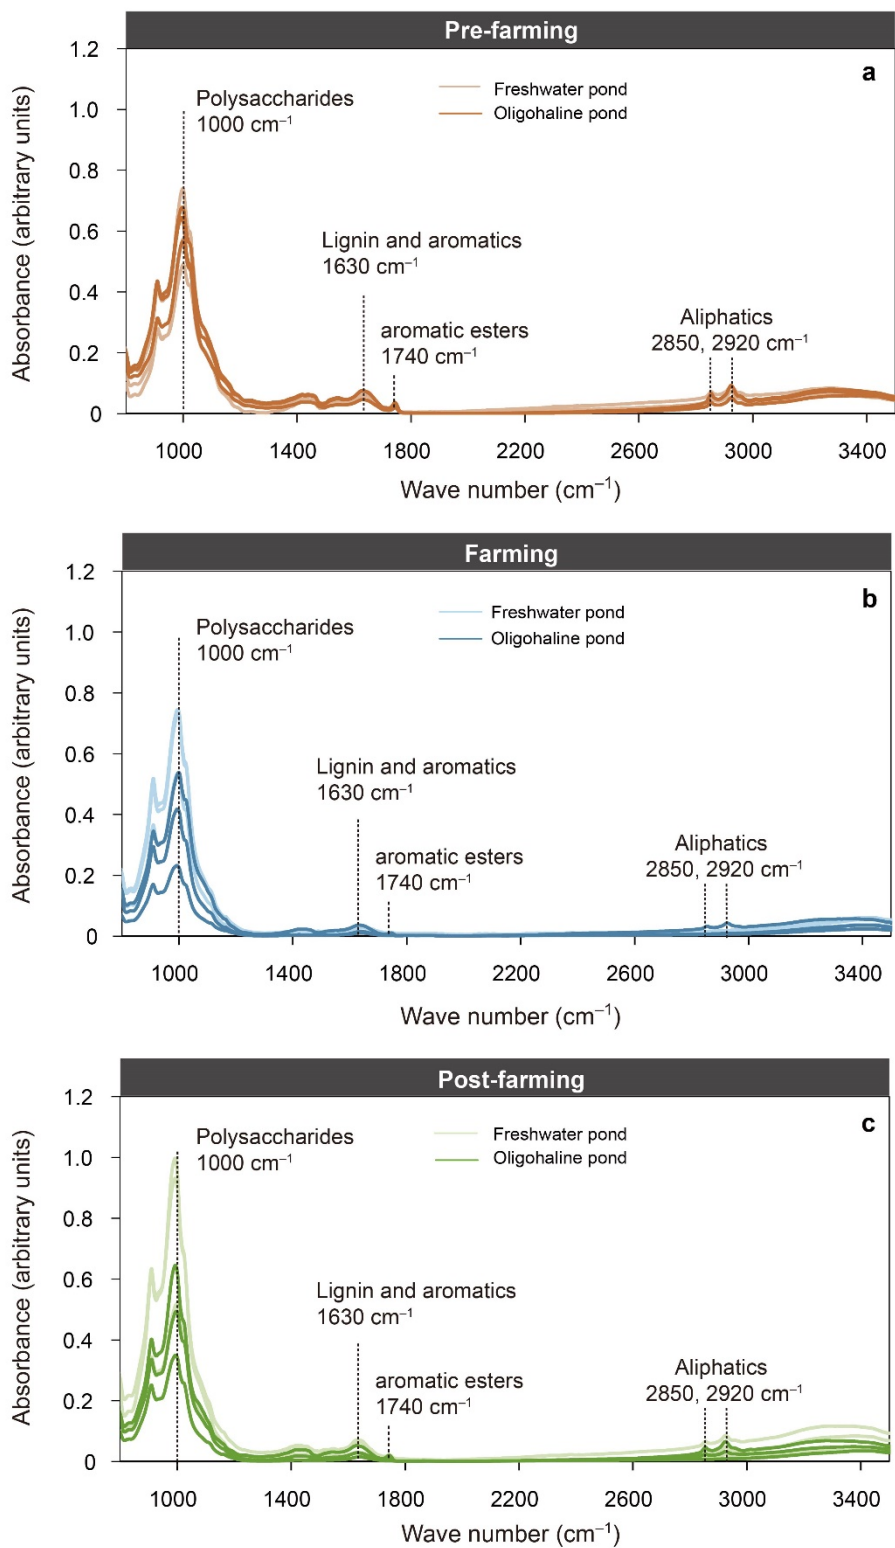 Pre-farming
a
Freshwater pond
Oligohaline pond
Polysaccharides
1000 cm⁻¹
Lignin and aromatics
1630 cm⁻¹
aromatic esters
1740 cm⁻¹
Aliphatics
2850, 2920 cm⁻¹
Absorbance (arbitrary units)
1.2
1.0
0.8
0.6
0.4
0.2
0
1000 1400 1800 2200 2600 3000 3400
Wave number (cm⁻¹)
Farming
b
Freshwater pond
Oligohaline pond
Polysaccharides
1000 cm⁻¹
Lignin and aromatics
1630 cm⁻¹
aromatic esters
1740 cm⁻¹
Aliphatics
2850, 2920 cm⁻¹
Absorbance (arbitrary units)
1.2
1.0
0.8
0.6
0.4
0.2
0
1000 1400 1800 2200 2600 3000 3400
Wave number (cm⁻¹)
Post-farming
c
Freshwater pond
Oligohaline pond
Polysaccharides
1000 cm⁻¹
Lignin and aromatics
1630 cm⁻¹
aromatic esters
1740 cm⁻¹
Aliphatics
2850, 2920 cm⁻¹
Absorbance (arbitrary units)
1.2
1.0
0.8
0.6
0.4
0.2
0
1000 1400 1800 2200 2600 3000 3400
Wave number (cm⁻¹)